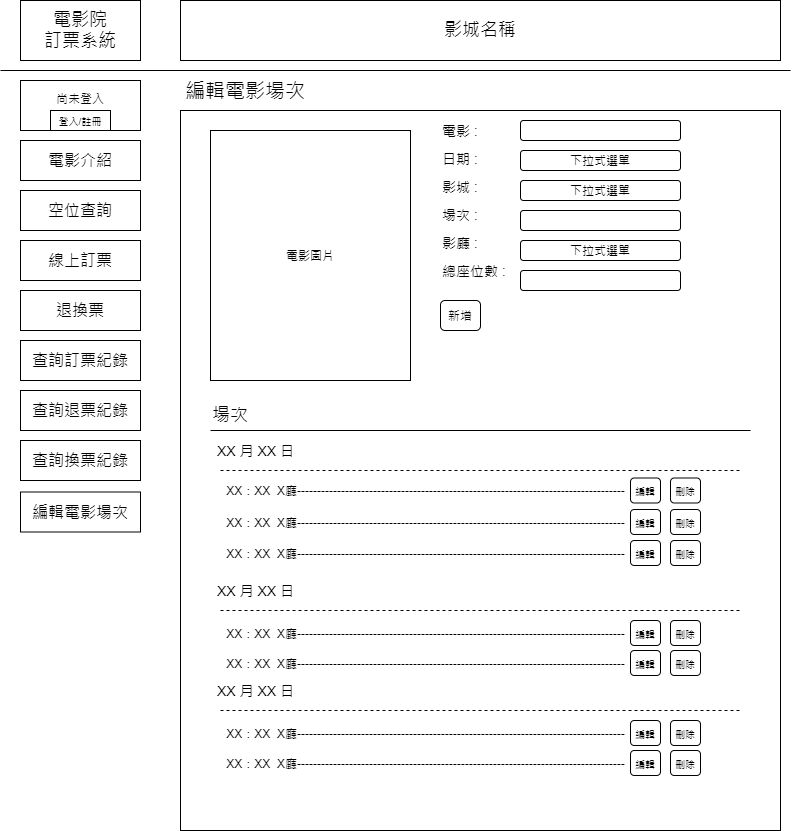 電影院
訂票系統
影城名稱
尚未登入
登入/註冊
電影介紹
空位查詢
線上訂票
退換票
查詢訂票紀錄
查詢退票紀錄
查詢換票紀錄
編輯電影場次
編輯電影場次
電影圖片
電影：
日期： 下拉式選單
影城： 下拉式選單
場次：
影廳： 下拉式選單
總座位數：
新增
場次
XX 月 XX 日
XX：XX X廳 編輯 刪除
XX：XX X廳 編輯 刪除
XX：XX X廳 編輯 刪除
XX 月 XX 日
XX：XX X廳 編輯 刪除
XX：XX X廳 編輯 刪除
XX 月 XX 日
XX：XX X廳 編輯 刪除
XX：XX X廳 編輯 刪除